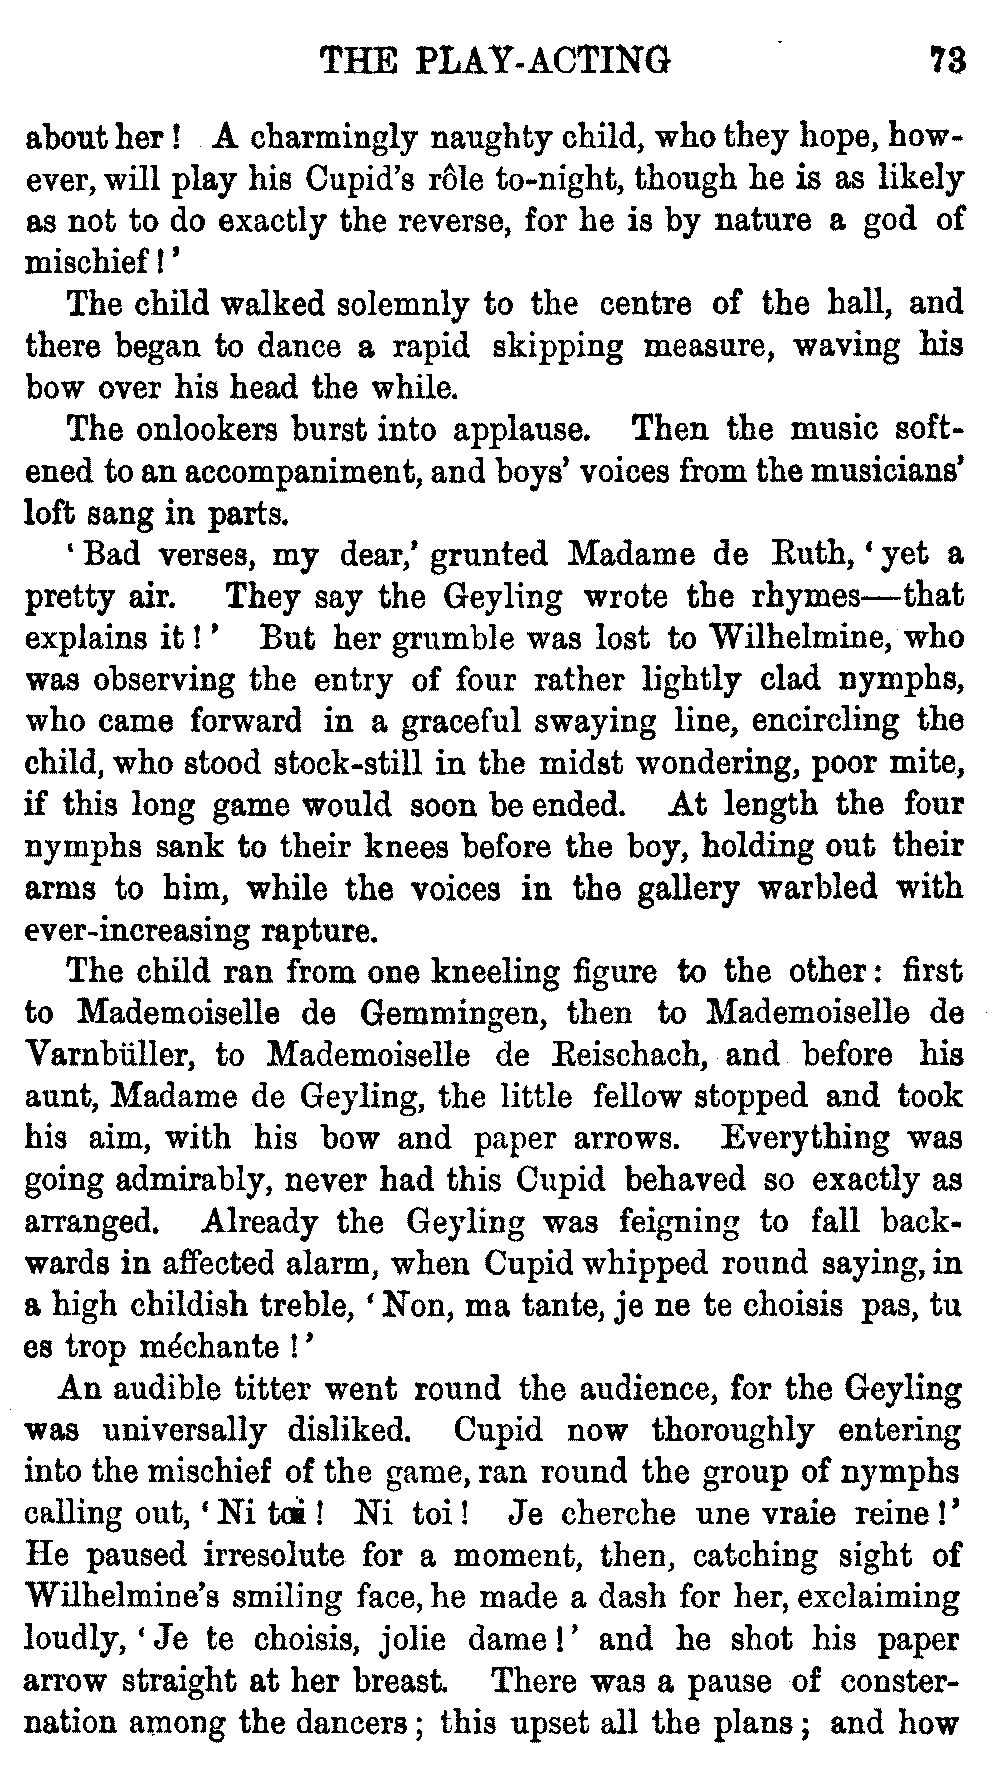 THE PLAY-ACTING 73
about her! A charmingly naughty child, who they hope, how-
ever, will play his Cupid's rôle to-night, though he is as likely
as not to do exactly the reverse, for he is by nature a god of
mischief!'
The child walked solemnly to the centre of the hall, and
there began to dance a rapid skipping measure, waving his
bow over his head the while.
The onlookers burst into applause. Then the music soft-
ened to an accompaniment, and boys' voices from the musicians'
loft sang in parts.
'Bad verses, my dear,' grunted Madame de Ruth, 'yet a
pretty air. They say the Geyling wrote the rhymes—that
explains it!' But her grumble was lost to Wilhelmine, who
was observing the entry of four rather lightly clad nymphs,
who came forward in a graceful swaying line, encircling the
child, who stood stock-still in the midst wondering, poor mite,
if this long game would soon be ended. At length the four
nymphs sank to their knees before the boy, holding out their
arms to him, while the voices in the gallery warbled with
ever-increasing rapture.
The child ran from one kneeling figure to the other: first
to Mademoiselle de Gemmingen, then to Mademoiselle de
Varnbüller, to Mademoiselle de Reischach, and before his
aunt, Madame de Geyling, the little fellow stopped and took
his aim, with his bow and paper arrows. Everything was
going admirably, never had this Cupid behaved so exactly as
arranged. Already the Geyling was feigning to fall back-
wards in affected alarm, when Cupid whipped round saying, in
a high childish treble, 'Non, ma tante, je ne te choisis pas, tu
es trop méchante!'
An audible titter went round the audience, for the Geyling
was universally disliked. Cupid now thoroughly entering
into the mischief of the game, ran round the group of nymphs
calling out, 'Ni toi! Ni toi! Je cherche une vraie reine!'
He paused irresolute for a moment, then, catching sight of
Wilhelmine's smiling face, he made a dash for her, exclaiming
loudly, 'Je te choisis, jolie dame!' and he shot his paper
arrow straight at her breast. There was a pause of conster-
nation among the dancers; this upset all the plans; and how